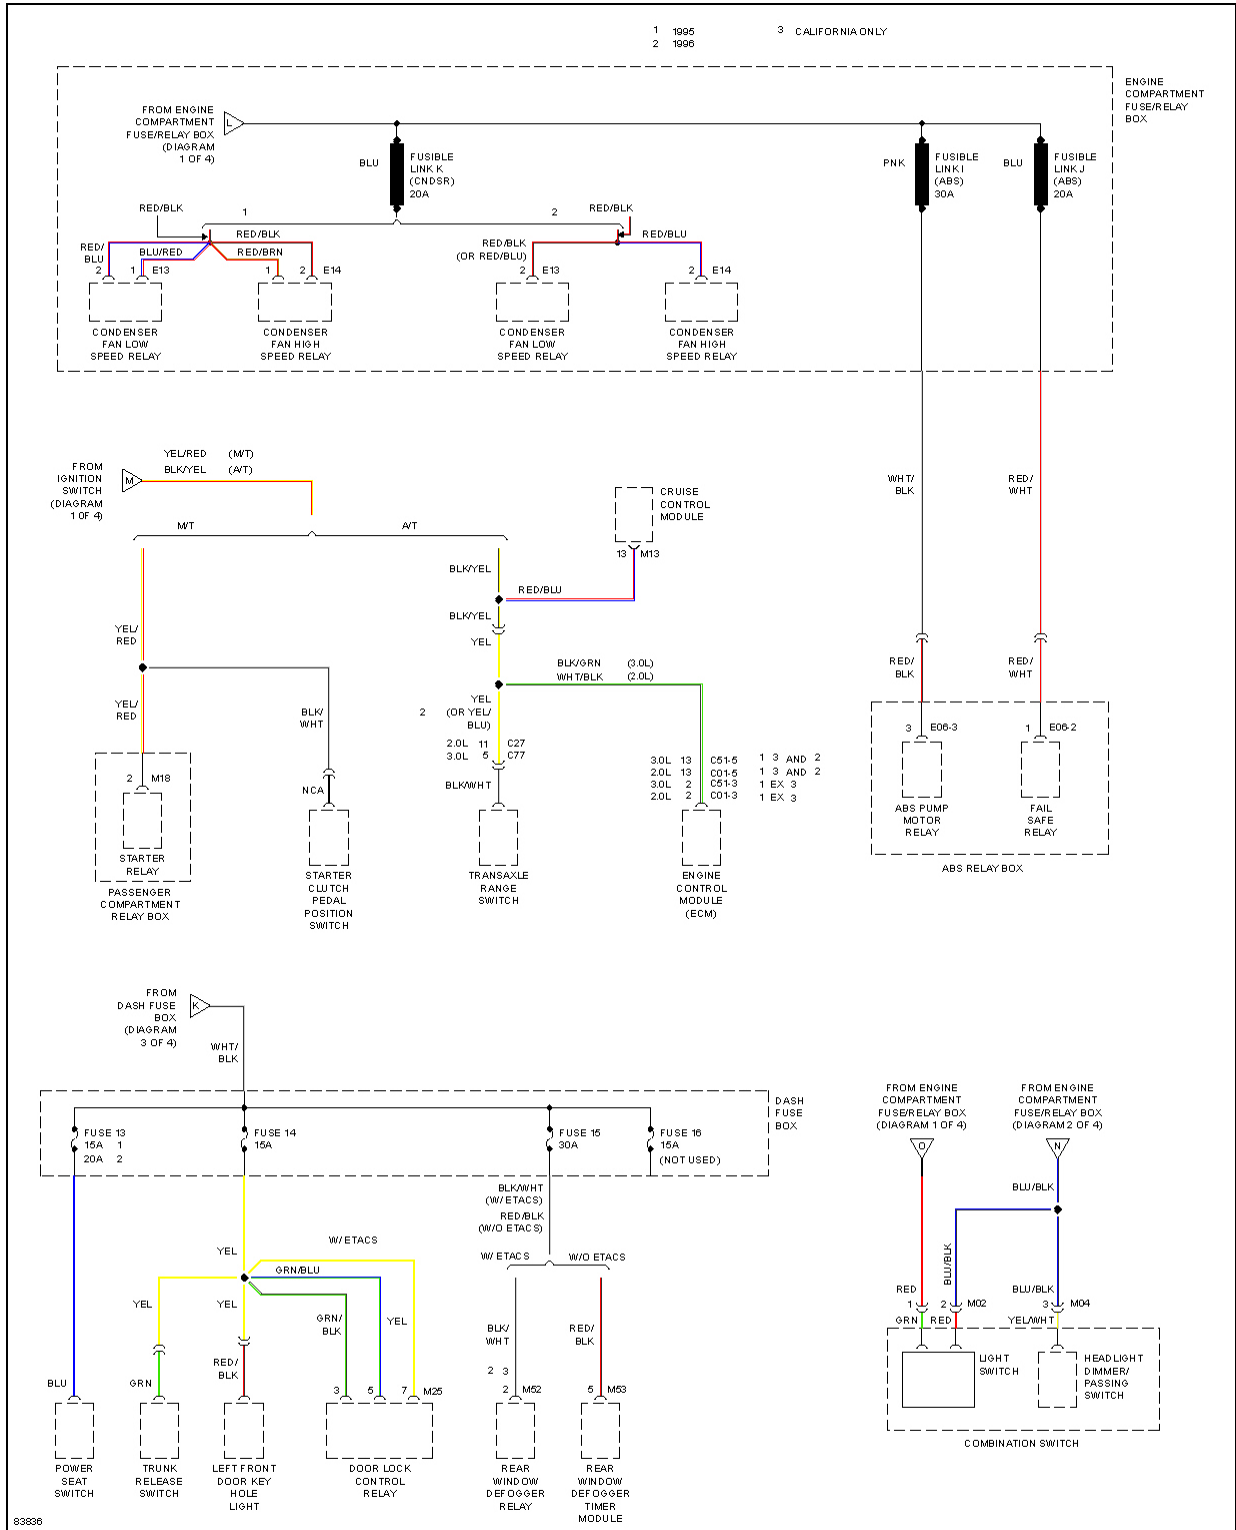 1 1995
2 1996
3 CALIFORNIA ONLY
ENGINE
COMPARTMENT
FUSE/RELAY
BOX
FROM ENGINE
COMPARTMENT
FUSE/RELAY BOX
(DIAGRAM
1 OF 4)
L
BLU
FUSIBLE
LINK K
(CNDSR)
20A
PNK
FUSIBLE
LINK I
(ABS)
30A
BLU
FUSIBLE
LINK J
(ABS)
20A
RED/BLK
1
2
RED/BLK
RED/
BLU
BLU/RED
RED/BLK
RED/BRN
RED/BLK
(OR RED/BLU)
RED/BLU
2
1 E13
1
2 E14
2 E13
2 E14
CONDENSER
FAN LOW
SPEED RELAY
CONDENSER
FAN HIGH
SPEED RELAY
CONDENSER
FAN LOW
SPEED RELAY
CONDENSER
FAN HIGH
SPEED RELAY
YEL/RED (M/T)
BLK/YEL (A/T)
FROM
IGNITION
SWITCH
(DIAGRAM
1 OF 4)
M
M/T
A/T
CRUISE
CONTROL
MODULE
13 M13
WHT/
BLK
RED/
WHT
BLK/YEL
RED/BLU
BLK/YEL
YEL
YEL/
RED
BLK/GRN (3.0L)
WHT/BLK (2.0L)
RED/
BLK
RED/
WHT
YEL/
RED
BLK/
WHT
2
YEL
(OR YEL/
BLU)
2.0L 11 C27
3.0L 5 C77
BLK/WHT
3.0L 13 C51-5 1 3 AND 2
2.0L 13 C01-5 1 3 AND 2
3.0L 2 C51-3 1 EX 3
2.0L 2 C01-3 1 EX 3
3 E06-3
1 E06-2
2 M18
NCA
ABS PUMP
MOTOR
RELAY
FAIL
SAFE
RELAY
ABS RELAY BOX
STARTER
RELAY
PASSENGER
COMPARTMENT
RELAY BOX
STARTER
CLUTCH
PEDAL
POSITION
SWITCH
TRANSAXLE
RANGE
SWITCH
ENGINE
CONTROL
MODULE
(ECM)
FROM
DASH FUSE
BOX
(DIAGRAM
3 OF 4)
K
WHT/
BLK
DASH
FUSE
BOX
FUSE 13
15A 1
20A 2
FUSE 14
15A
FUSE 15
30A
FUSE 16
15A
(NOT USED)
FROM ENGINE
COMPARTMENT
FUSE/RELAY BOX
(DIAGRAM 1 OF 4)
O
FROM ENGINE
COMPARTMENT
FUSE/RELAY BOX
(DIAGRAM 2 OF 4)
N
BLU/BLK
BLK/WHT
(W/ ETACS)
RED/BLK
(W/O ETACS)
W/ ETACS
YEL
GRN/BLU
W/ ETACS
W/O ETACS
BLU/BLK
RED
BLU/BLK
YEL
YEL
GRN/
BLK
YEL
BLK/
WHT
RED/
BLK
1
2 M02
3 M04
GRN
RED
YEL/WHT
LIGHT
SWITCH
HEADLIGHT
DIMMER/
PASSING
SWITCH
COMBINATION SWITCH
RED/
BLK
2 3
BLU
GRN
3
5
7 M25
2 M52
5 M53
POWER
SEAT
SWITCH
TRUNK
RELEASE
SWITCH
LEFT FRONT
DOOR KEY
HOLE
LIGHT
DOOR LOCK
CONTROL
RELAY
REAR
WINDOW
DEFOGGER
RELAY
REAR
WINDOW
DEFOGGER
TIMER
MODULE
83836